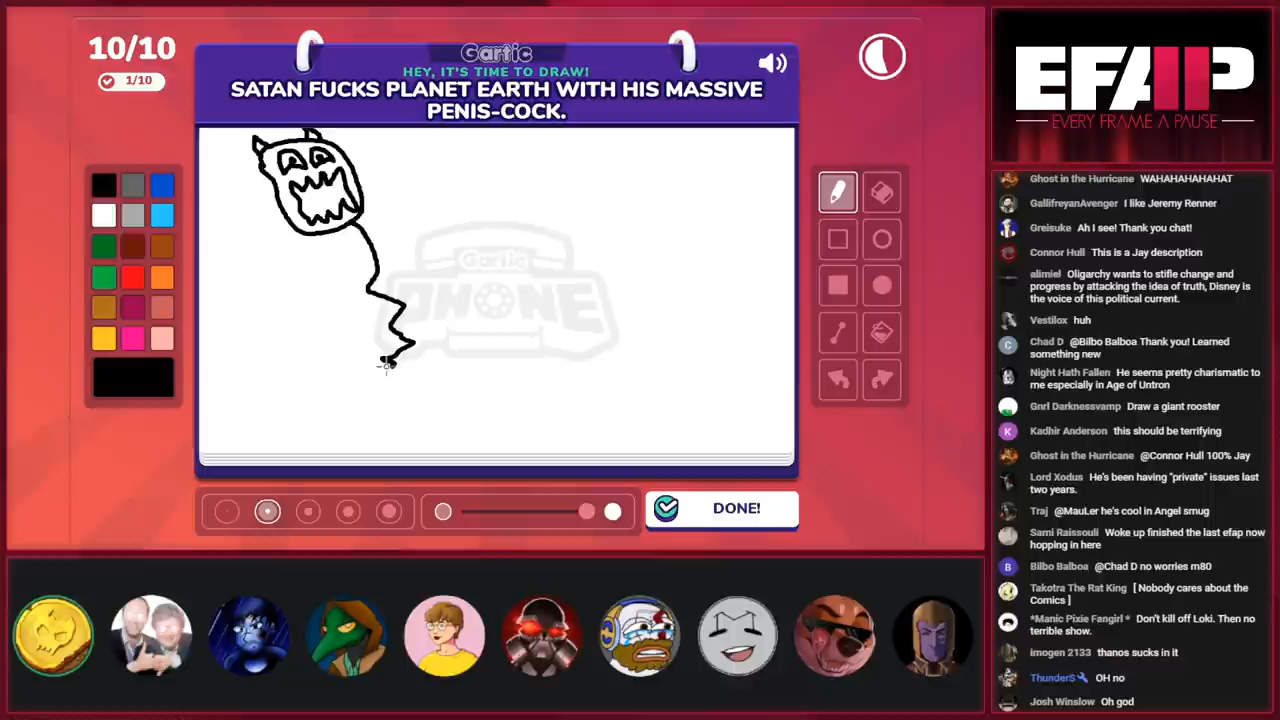 10/10
1/10
Gartic
HEY, IT'S TIME TO DRAW!
SATAN FUCKS PLANET EARTH WITH HIS MASSIVE
PENIS-COCK.
Gartic
PHONE
DONE!
EFAP
EVERY FRAME A PAUSE
Ghost in the Hurricane WAHAHAHAHAHAT
GallifreyanAvenger I like Jeremy Renner
Greisuke Ah I see! Thank you chat!
Connor Hull This is a Jay description
alimiel Oligarchy wants to stifle change and
progress by attacking the idea of truth, Disney is
the voice of this political current.
Vestilox huh
C
Chad D @Bilbo Balboa Thank you! Learned
something new
Night Hath Fallen He seems pretty charismatic to
me especially in Age of Untron
Gnrl Darknessvamp Draw a giant rooster
K
Kadhir Anderson this should be terrifying
Ghost in the Hurricane @Connor Hull 100% Jay
Lord Xodus He's been having "private" issues last
two years.
Traj @MauLer he's cool in Angel smug
Sami Raissouli Woke up finished the last efap now
hopping in here
B
Bilbo Balboa @Chad D no worries m80
Takotra The Rat King [ Nobody cares about the
Comics ]
*Manic Pixie Fangirl * Don't kill off Loki. Then no
terrible show.
imogen 2133 thanos sucks in it
ThunderS OH no
Josh Winslow Oh god